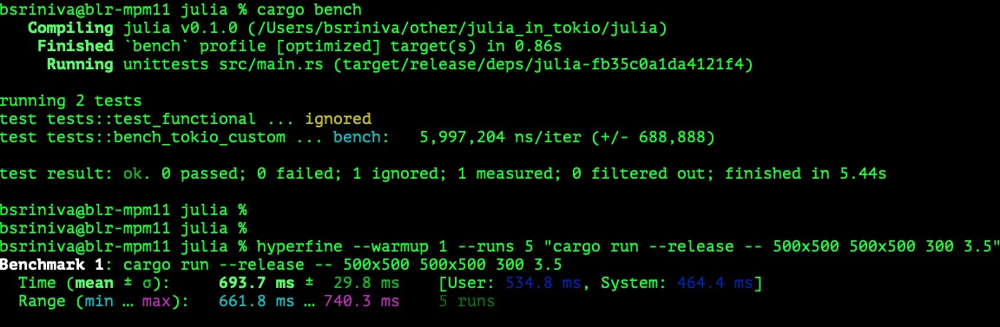 bsriniva@blr-mpm11 julia % cargo bench
Compiling julia v0.1.0 (/Users/bsriniva/other/julia_in_tokio/julia)
Finished `bench` profile [optimized] target(s) in 0.86s
Running unittests src/main.rs (target/release/deps/julia-fb35c0a1da4121f4)
running 2 tests
test tests::test_functional ... ignored
test tests::bench_tokio_custom ... bench:   5,997,204 ns/iter (+/- 688,888)
test result: ok. 0 passed; 0 failed; 1 ignored; 1 measured; 0 filtered out; finished in 5.44s
bsriniva@blr-mpm11 julia %
bsriniva@blr-mpm11 julia %
bsriniva@blr-mpm11 julia % hyperfine --warmup 1 --runs 5 "cargo run --release -- 500x500 500x500 300 3.5"
Benchmark 1: cargo run --release -- 500x500 500x500 300 3.5
Time (mean ± σ):     693.7 ms ±  29.8 ms    [User: 534.8 ms, System: 464.4 ms]
Range (min … max):   661.8 ms … 740.3 ms    5 runs